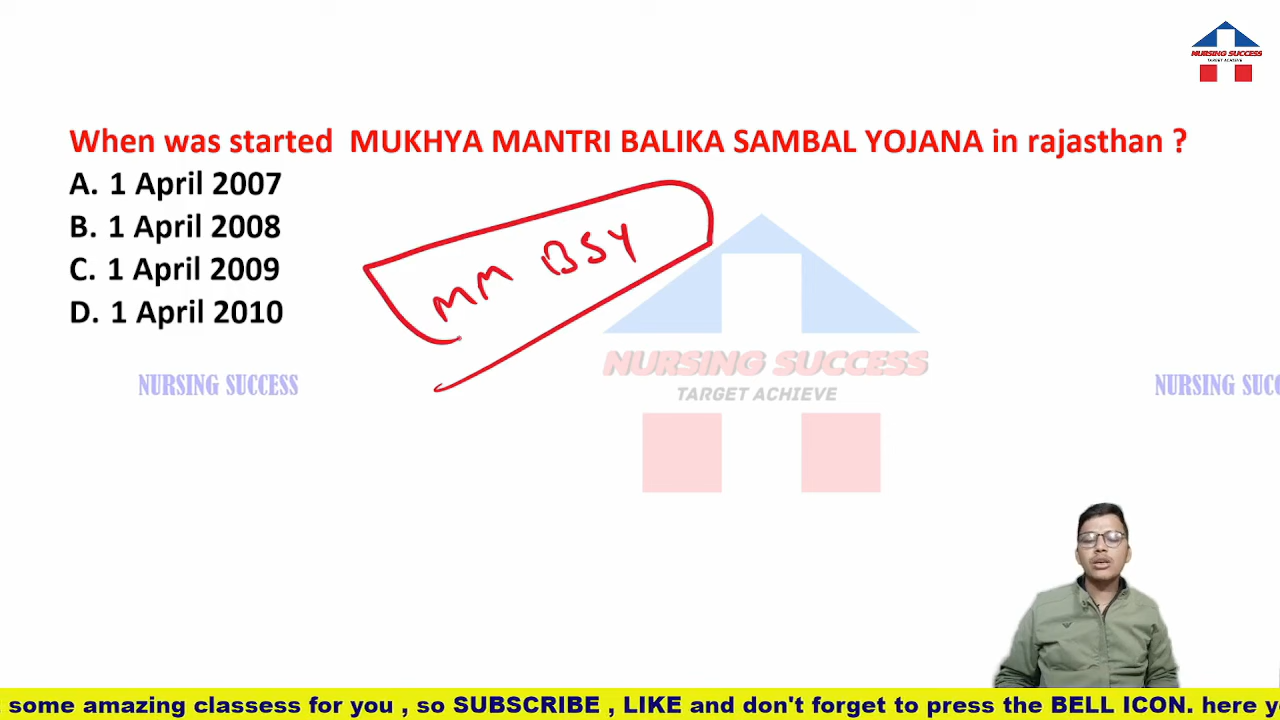 NURSING SUCCESS
TARGET ACHIEVE
When was started MUKHYA MANTRI BALIKA SAMBAL YOJANA in rajasthan ?
A. 1 April 2007
B. 1 April 2008
C. 1 April 2009
D. 1 April 2010
MM BSY
NURSING SUCCESS
TARGET ACHIEVE
NURSING SUCCESS
NURSING SUCC
some amazing classess for you , so SUBSCRIBE , LIKE and don't forget to press the BELL ICON. here y